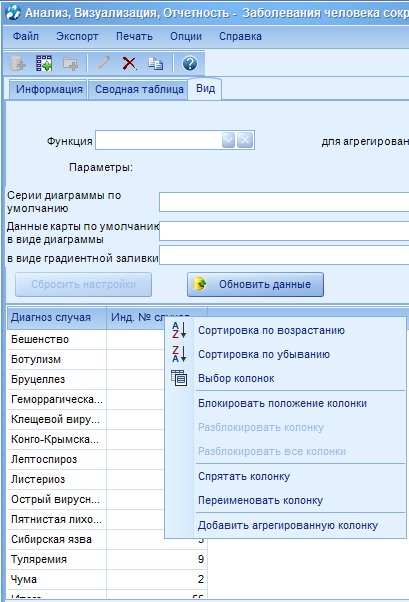 Анализ, Визуализация, Отчетность - Заболевания человека сокр
Файл Экспорт Печать Опции Справка
Информация Сводная таблица Вид
Функция для агрегирован
Параметры:
Серии диаграммы по
умолчанию
Данные карты по умолчанию
в виде диаграммы
в виде градиентной заливки
Сбросить настройки Обновить данные
Диагноз случая Инд. № случая
Бешенство
Ботулизм
Бруцеллез
Геморрагическа...
Клещевой виру...
Конго-Крымска...
Лептоспироз
Листериоз
Острый вирусн...
Пятнистая лихо...
Сибирская язва
Туляремия 9
Чума 2
Итого 55
Сортировка по возрастанию
Сортировка по убыванию
Выбор колонок
Блокировать положение колонки
Разблокировать колонку
Разблокировать все колонки
Спрятать колонку
Переименовать колонку
Добавить агрегированную колонку